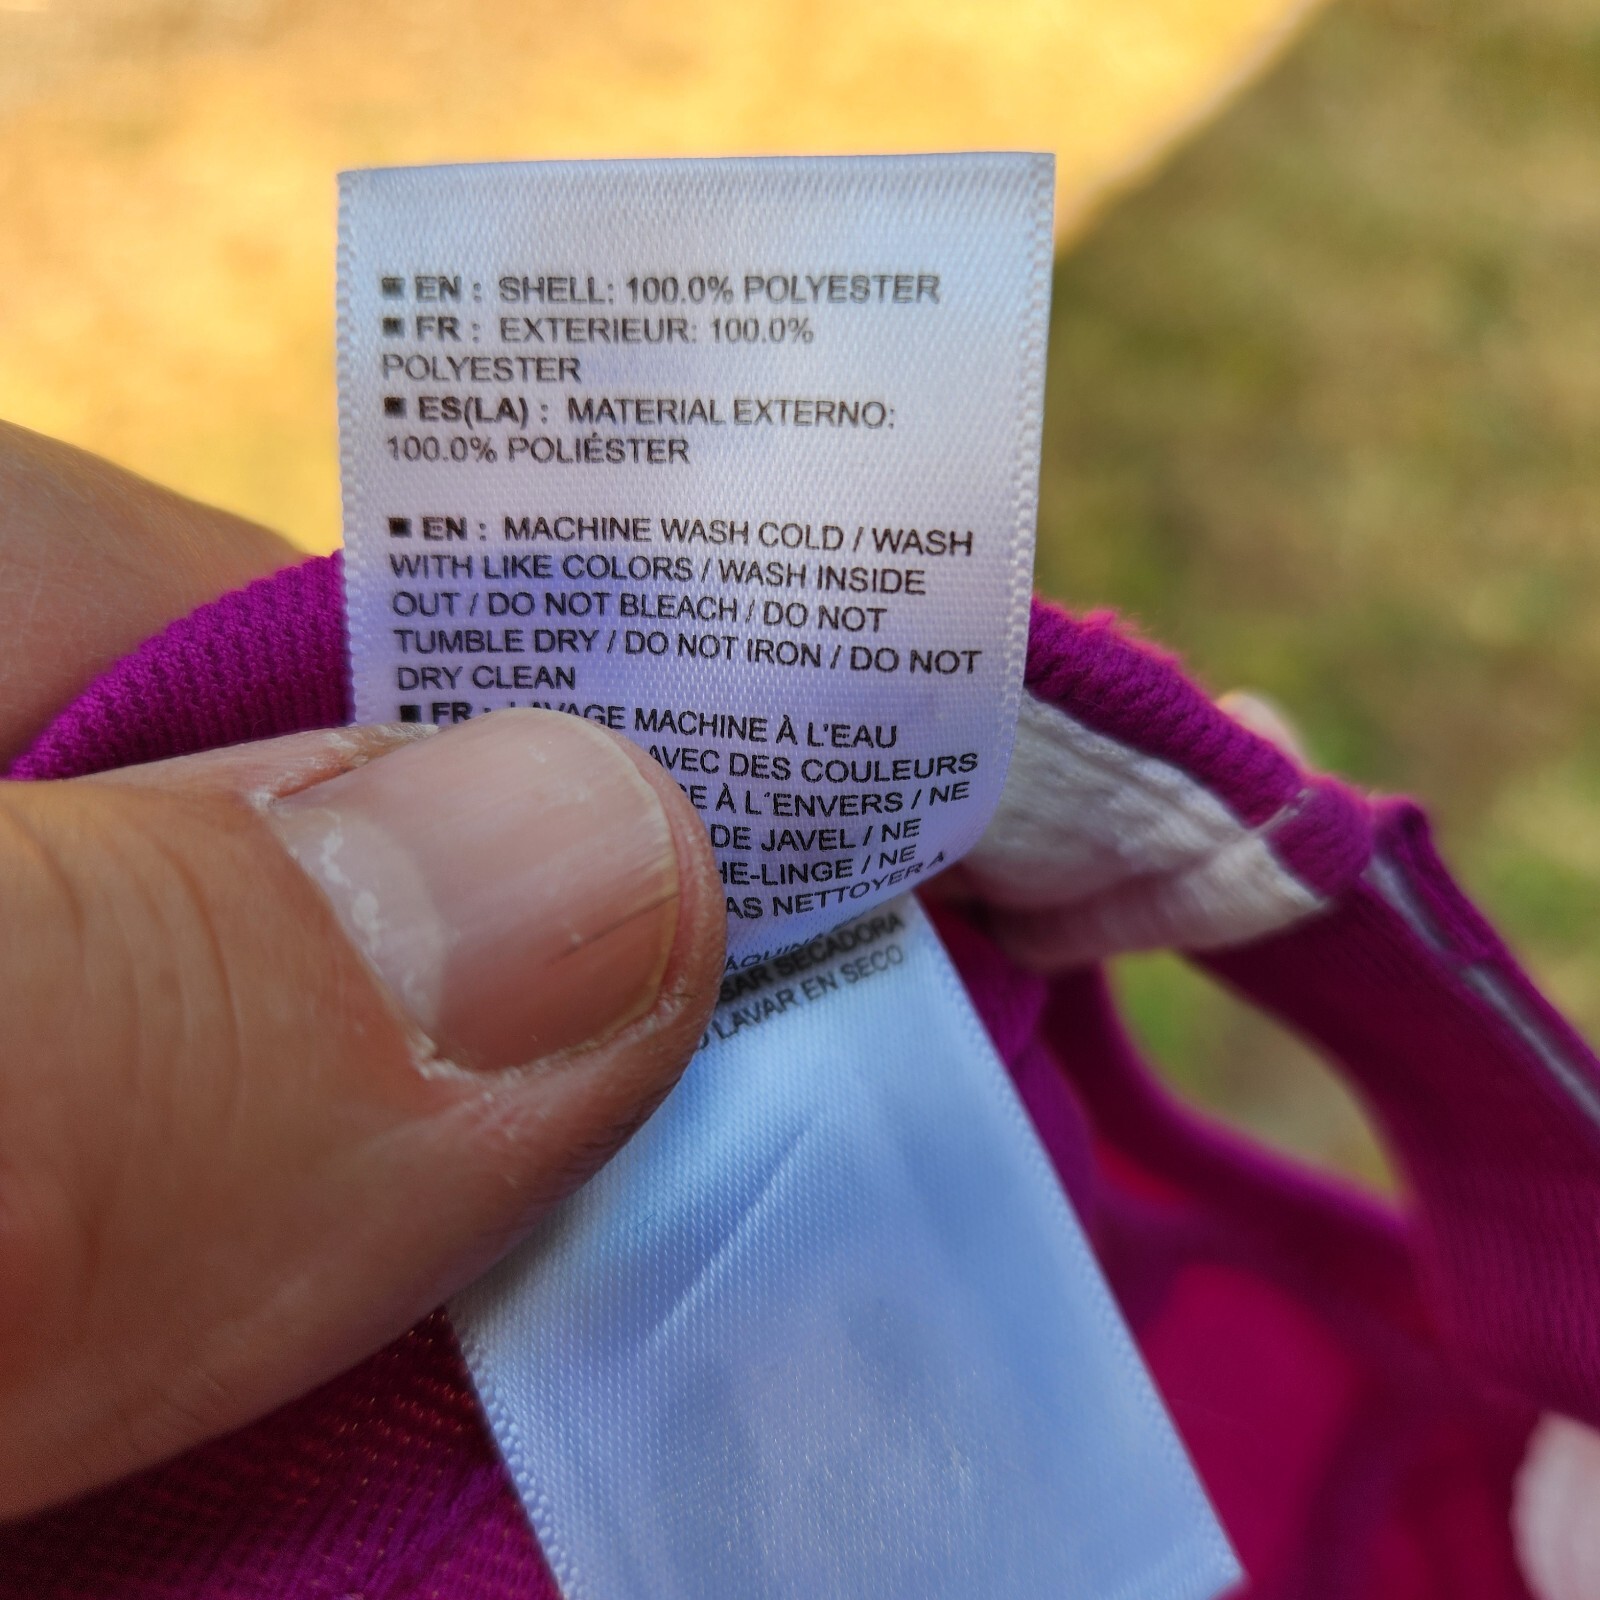 ■ EN : SHELL: 100.0% POLYESTER
■ FR : EXTERIEUR: 100.0%
POLYESTER
■ ES(LA) : MATERIAL EXTERNO:
100.0% POLIÉSTER
■ EN : MACHINE WASH COLD / WASH
WITH LIKE COLORS / WASH INSIDE
OUT / DO NOT BLEACH / DO NOT
TUMBLE DRY / DO NOT IRON / DO NOT
DRY CLEAN
■ FR : LAVAGE MACHINE À L'EAU
AVEC DES COULEURS
À L'ENVERS / NE
DE JAVEL / NE
-LINGE / NE
NETTOYER À
SECADORA
LAVAR EN SECO